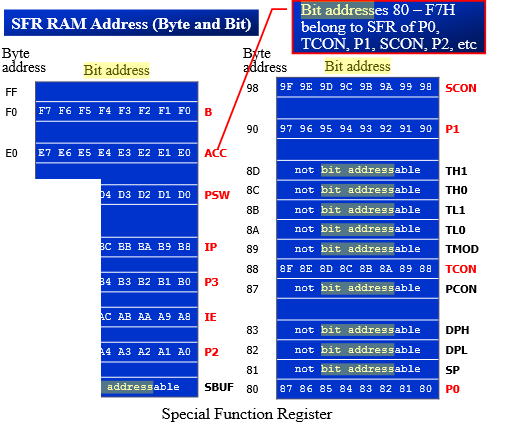 SFR RAM Address (Byte and Bit)
Bit addresses 80 – F7H
belong to SFR of P0,
TCON, P1, SCON, P2, etc
Byte
address
Bit address
FF
F0 F7 F6 F5 F4 F3 F2 F1 F0 B
E0 E7 E6 E5 E4 E3 E2 E1 E0 ACC
D4 D3 D2 D1 D0 PSW
BC BB BA B9 B8 IP
B4 B3 B2 B1 B0 P3
AC AB AA A9 A8 IE
A4 A3 A2 A1 A0 P2
addressable SBUF
Byte
address
Bit address
98 9F 9E 9D 9C 9B 9A 99 98 SCON
90 97 96 95 94 93 92 91 90 P1
8D not bit addressable TH1
8C not bit addressable TH0
8B not bit addressable TL1
8A not bit addressable TL0
89 not bit addressable TMOD
88 8F 8E 8D 8C 8B 8A 89 88 TCON
87 not bit addressable PCON
83 not bit addressable DPH
82 not bit addressable DPL
81 not bit addressable SP
80 87 86 85 84 83 82 81 80 P0
Special Function Register